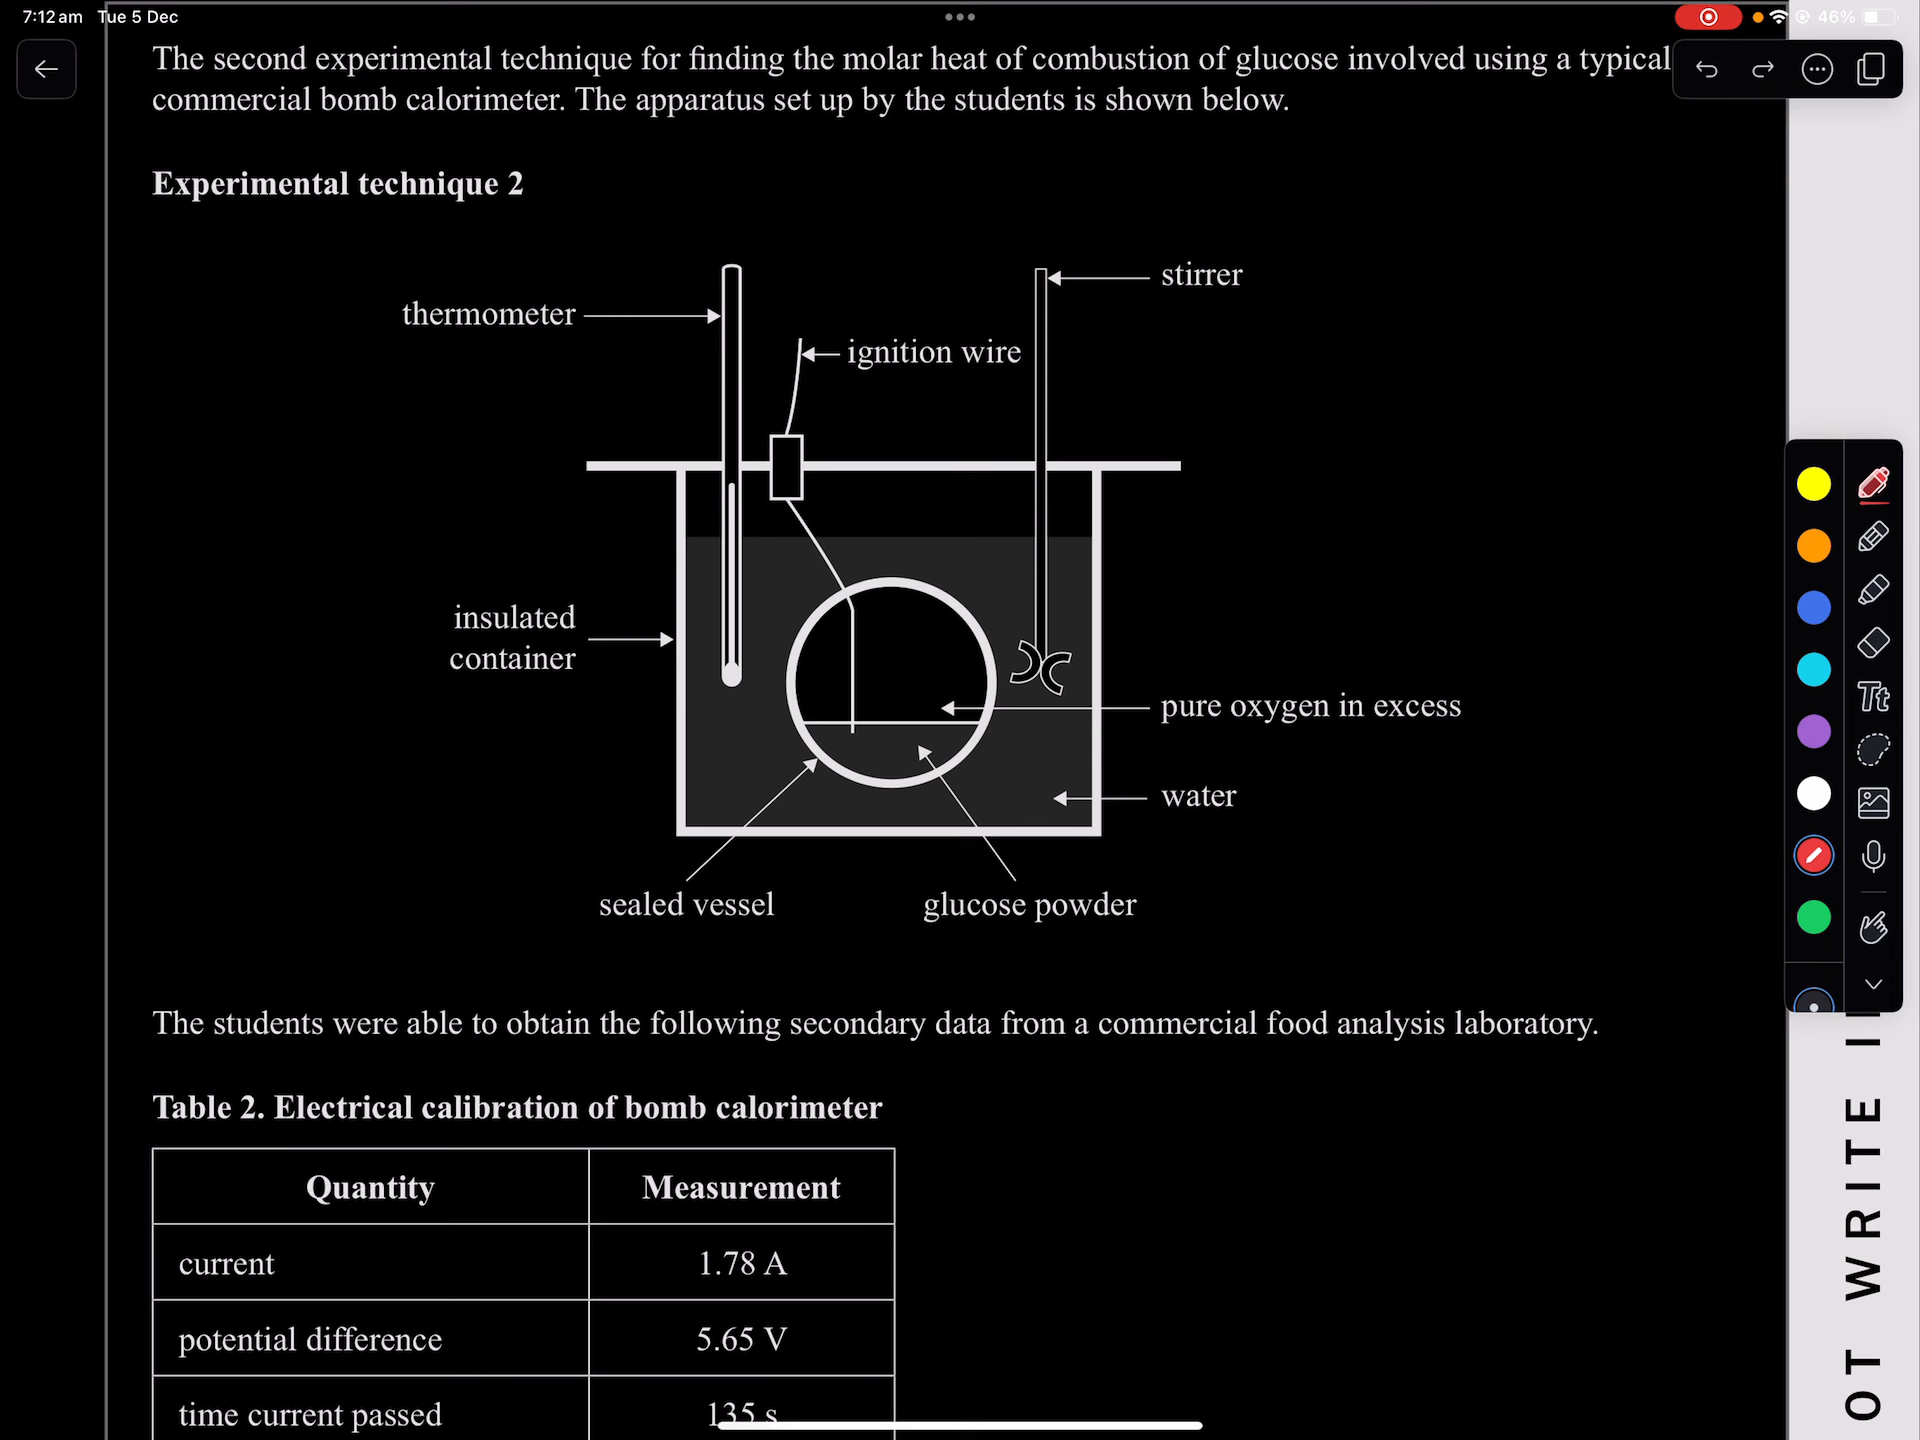 7:12 am Tue 5 Dec
46%
The second experimental technique for finding the molar heat of combustion of glucose involved using a typical
commercial bomb calorimeter. The apparatus set up by the students is shown below.
Experimental technique 2
stirrer
thermometer
ignition wire
insulated
container
pure oxygen in excess
water
sealed vessel
glucose powder
The students were able to obtain the following secondary data from a commercial food analysis laboratory.
Table 2. Electrical calibration of bomb calorimeter
Quantity Measurement
current 1.78 A
potential difference 5.65 V
time current passed 135 s
Tt
OT WRITE I